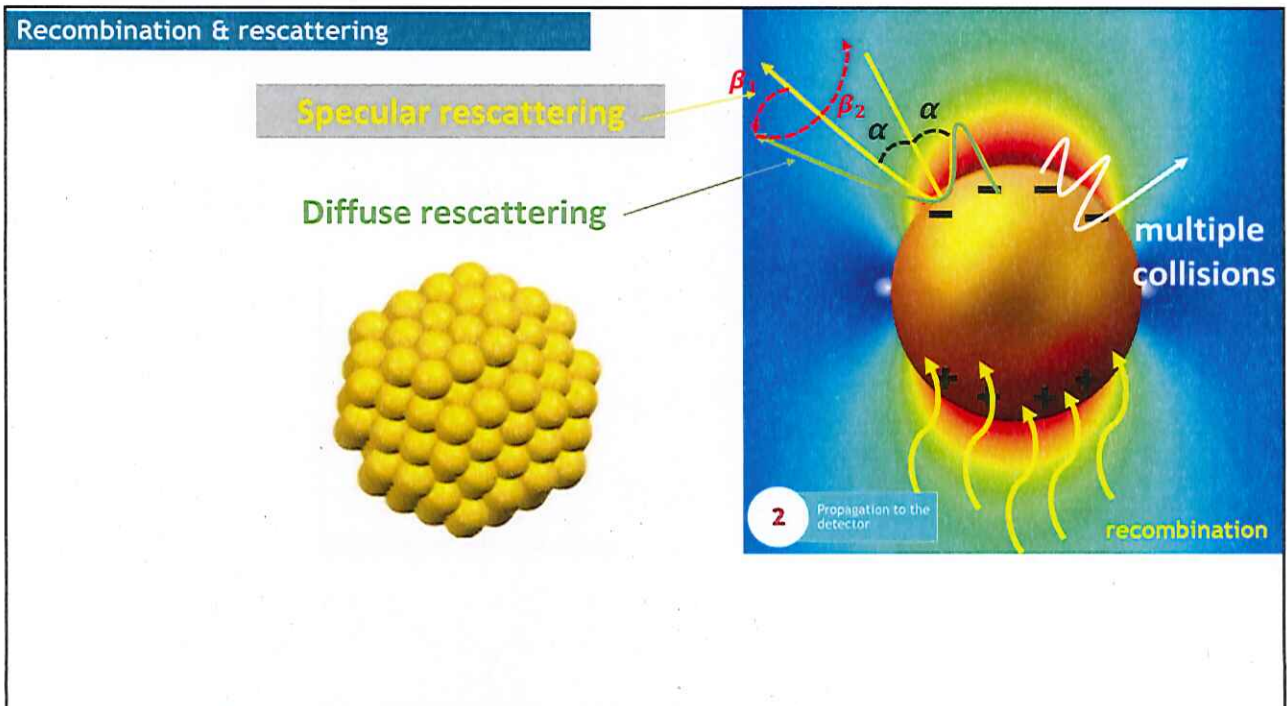 Recombination & rescattering
Specular rescattering
Diffuse rescattering
β₁
β₂
α
α
multiple
collisions
2
Propagation to the
detector
recombination